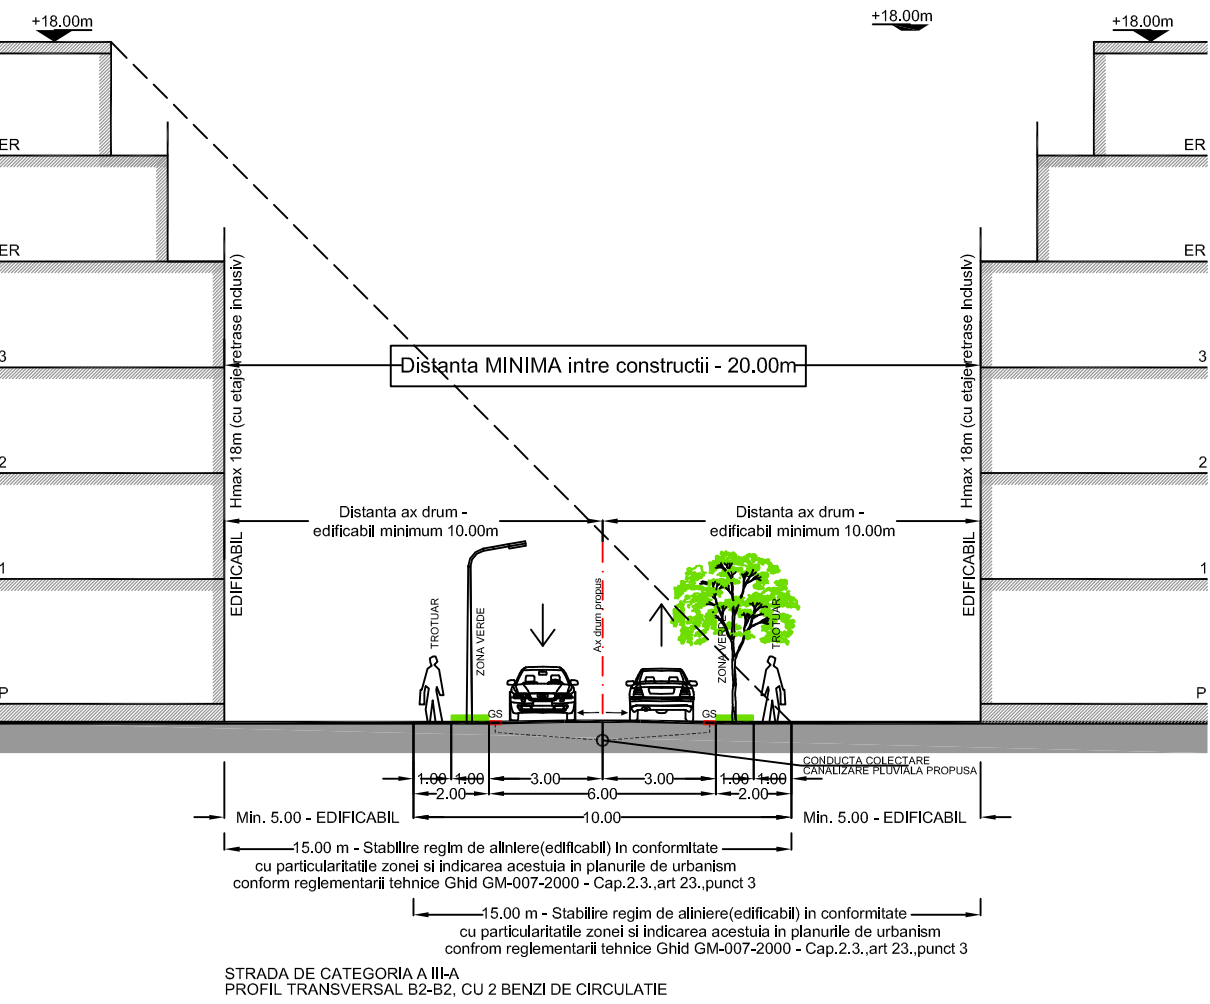 +18.00m
+18.00m
+18.00m
ER
ER
ER
ER
Hmax 18m (cu etaje retrase inclusiv)
Hmax 18m (cu etaje retrase inclusiv)
3
Distanta MINIMA intre constructii - 20.00m
3
2
2
Distanta ax drum -
edificabil minimum 10.00m
Distanta ax drum -
edificabil minimum 10.00m
EDIFICABIL
EDIFICABIL
1
1
TROTUAR
ZONA VERDE
Ax drum propus
ZONA VERDE
TROTUAR
P
P
GS
GS
CONDUCTA COLECTARE
CANALIZARE PLUVIALA PROPUSA
1.00 1.00 3.00 3.00 1.00 1.00
2.00 6.00 2.00
Min. 5.00 - EDIFICABIL 10.00 Min. 5.00 - EDIFICABIL
15.00 m - Stabilire regim de aliniere(edificabil) in conformitate
cu particularitatile zonei si indicarea acestuia in planurile de urbanism
conform reglementarii tehnice Ghid GM-007-2000 - Cap.2.3.,art 23.,punct 3
15.00 m - Stabilire regim de aliniere(edificabil) in conformitate
cu particularitatile zonei si indicarea acestuia in planurile de urbanism
confrom reglementarii tehnice Ghid GM-007-2000 - Cap.2.3.,art 23.,punct 3
STRADA DE CATEGORIA A III-A
PROFIL TRANSVERSAL B2-B2, CU 2 BENZI DE CIRCULATIE